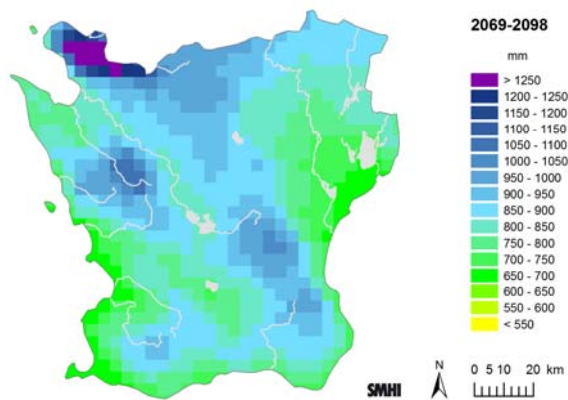 2069-2098
mm
> 1250
1200 - 1250
1150 - 1200
1100 - 1150
1050 - 1100
1000 - 1050
950 - 1000
900 - 950
850 - 900
800 - 850
750 - 800
700 - 750
650 - 700
600 - 650
550 - 600
< 550
SMHI
N
0 5 10 20 km